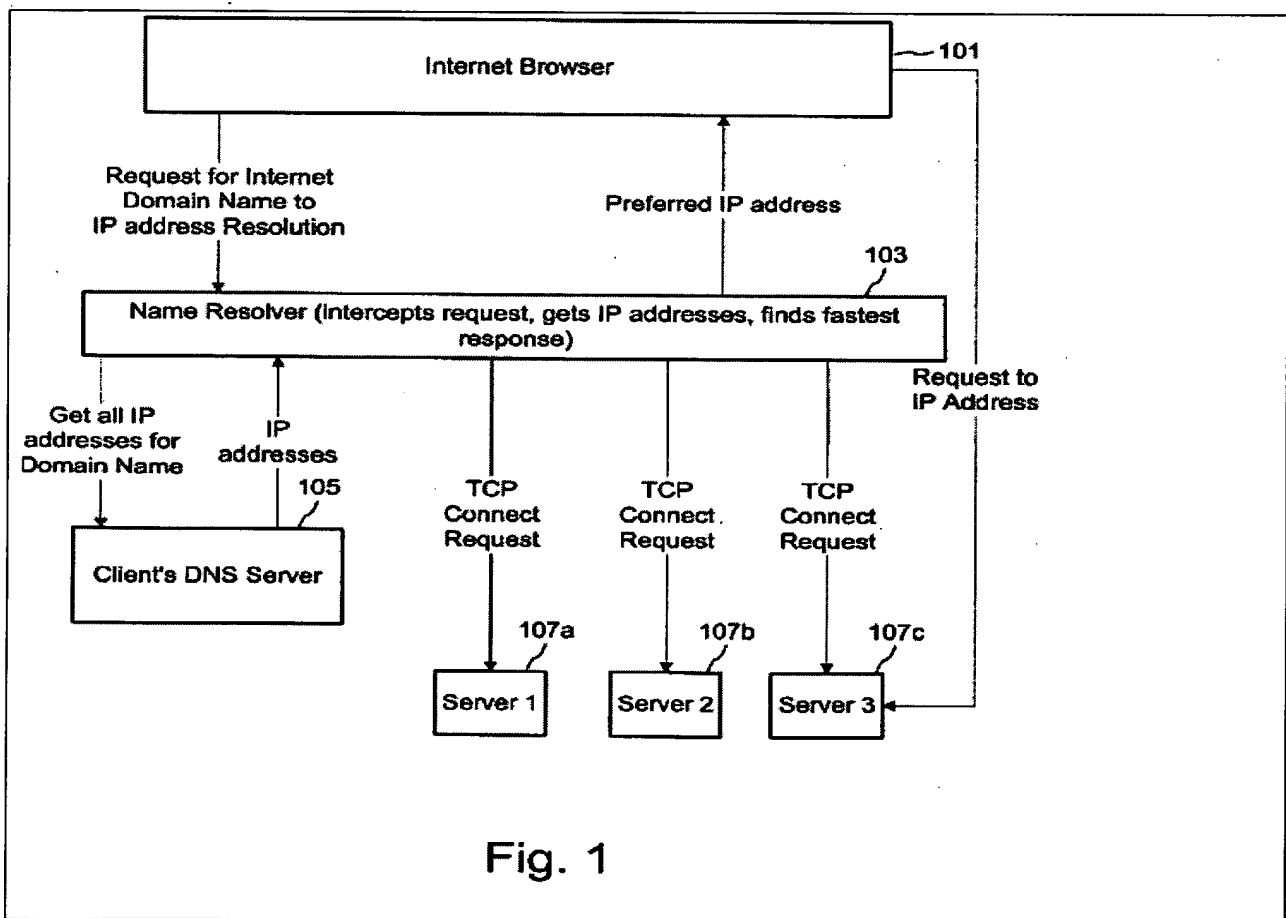 101
Internet Browser
Request for Internet
Domain Name to
IP address Resolution
Preferred IP address
103
Name Resolver (intercepts request, gets IP addresses, finds fastest
response)
Request to
IP Address
Get all IP
addresses for
Domain Name
IP
addresses
105
Client's DNS Server
TCP
Connect
Request
TCP
Connect
Request
TCP
Connect
Request
107a
Server 1
107b
Server 2
107c
Server 3
Fig. 1